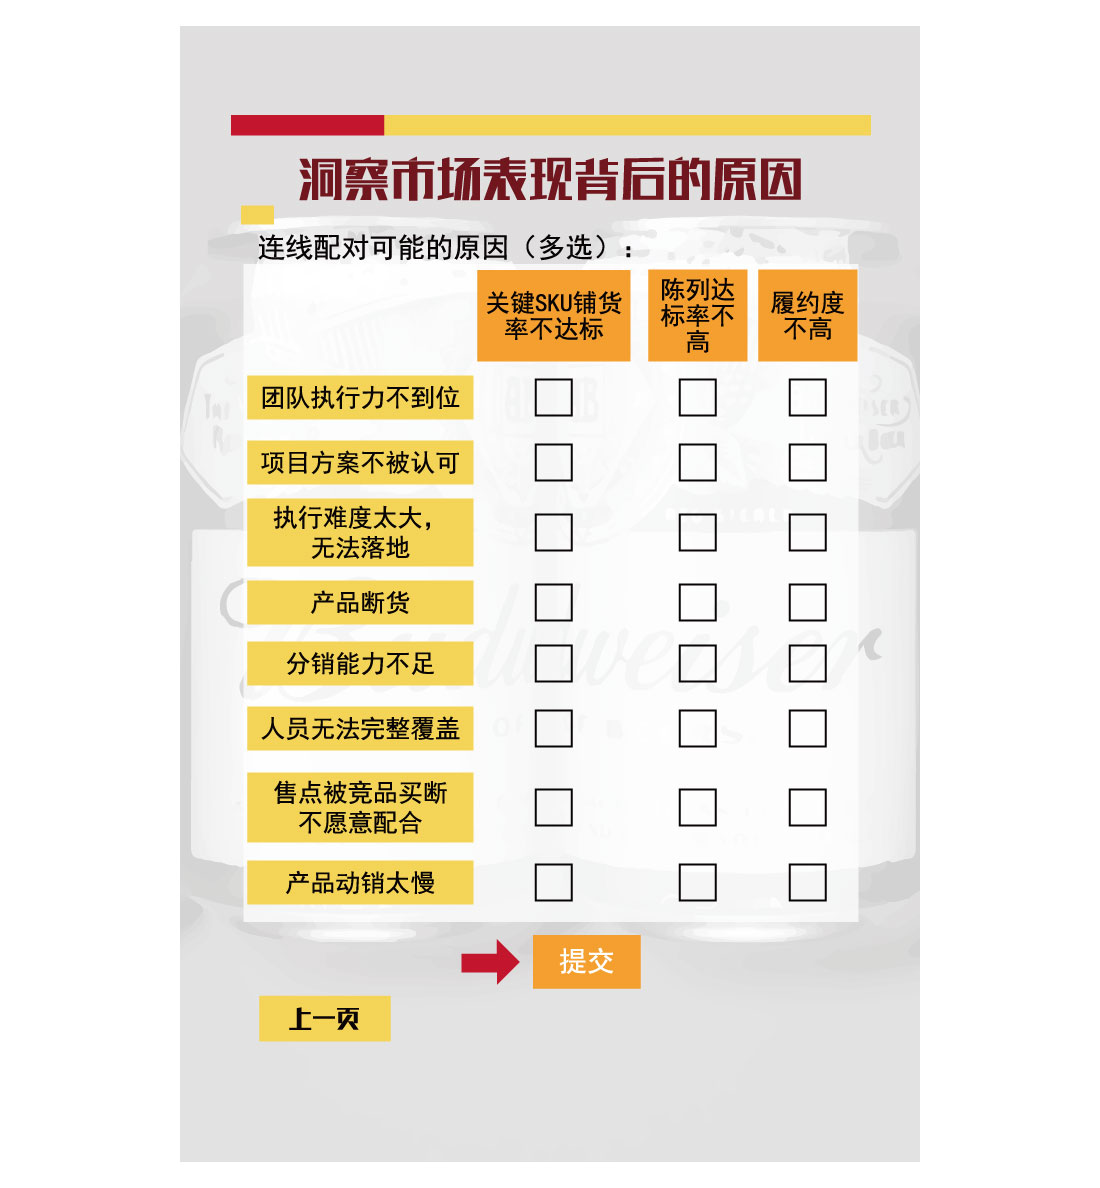 洞察市场表现背后的原因
连线配对可能的原因（多选）：
关键SKU铺货
率不达标
陈列达
标率不
高
履约度
不高
团队执行力不到位
项目方案不被认可
执行难度太大，
无法落地
产品断货
分销能力不足
人员无法完整覆盖
售点被竞品买断
不愿意配合
产品动销太慢
Budweiser
提交
上一页